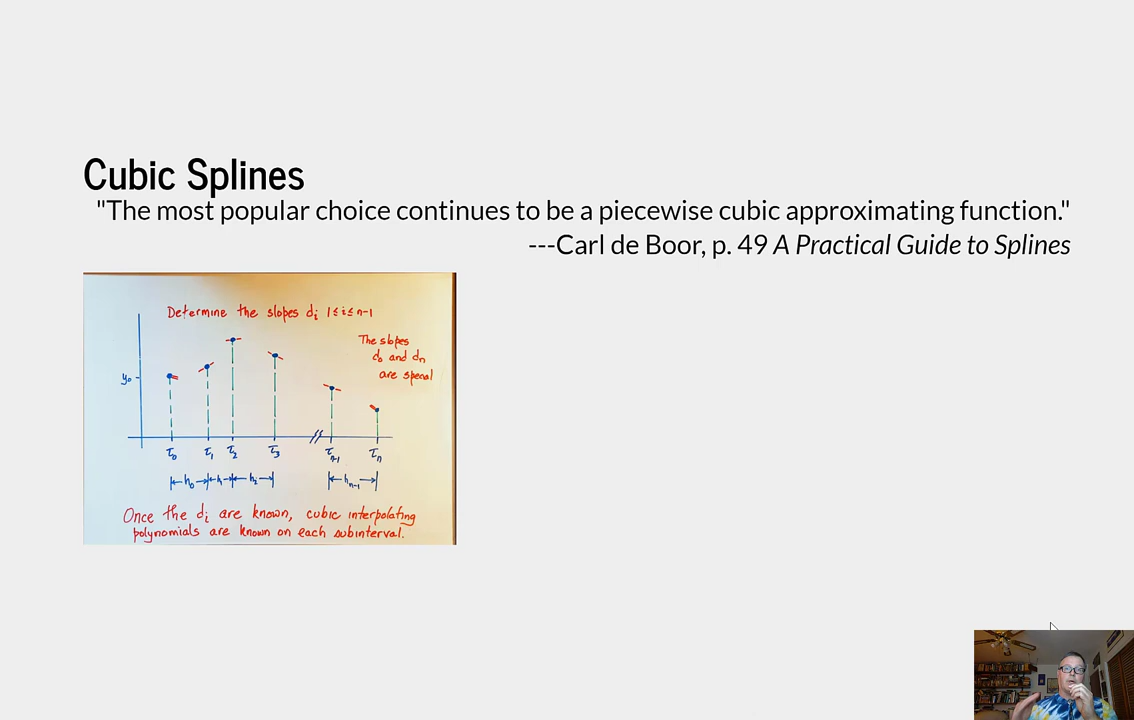 Cubic Splines
"The most popular choice continues to be a piecewise cubic approximating function."
---Carl de Boor, p. 49 A Practical Guide to Splines
Determine the slopes dᵢ 1≤i≤n-1
The slopes
d₀ and dₙ
are special
y₀
τ₀ τ₁ τ₂ τ₃ τₙ₋₁ τₙ
h₀ h₁ h₂ hₙ₋₁
Once the dᵢ are known, cubic interpolating
polynomials are known on each subinterval.